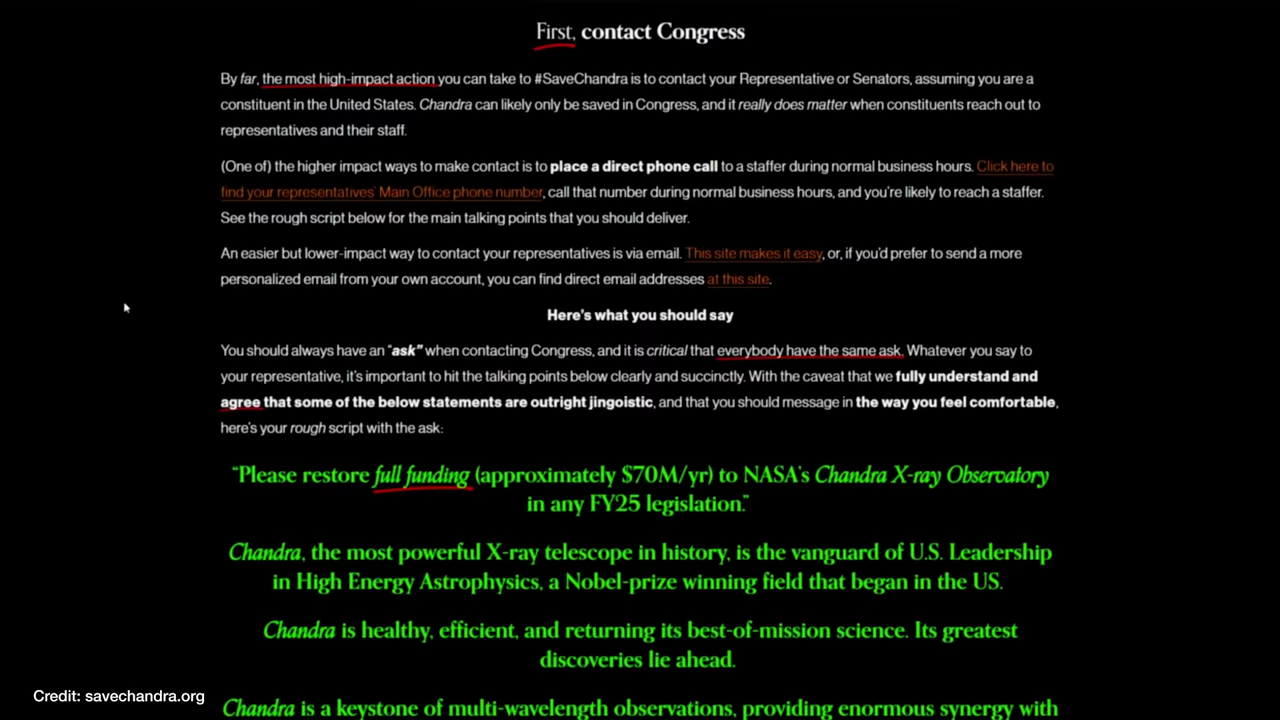 First, contact Congress
By far, the most high-impact action you can take to #SaveChandra is to contact your Representative or Senators, assuming you are a
constituent in the United States. Chandra can likely only be saved in Congress, and it really does matter when constituents reach out to
representatives and their staff.
(One of) the higher impact ways to make contact is to place a direct phone call to a staffer during normal business hours. Click here to
find your representatives' Main Office phone number, call that number during normal business hours, and you're likely to reach a staffer.
See the rough script below for the main talking points that you should deliver.
An easier but lower-impact way to contact your representatives is via email. This site makes it easy, or, if you'd prefer to send a more
personalized email from your own account, you can find direct email addresses at this site.
Here's what you should say
You should always have an "ask" when contacting Congress, and it is critical that everybody have the same ask. Whatever you say to
your representative, it's important to hit the talking points below clearly and succinctly. With the caveat that we fully understand and
agree that some of the below statements are outright jingoistic, and that you should message in the way you feel comfortable,
here's your rough script with the ask:
"Please restore full funding (approximately $70M/yr) to NASA's Chandra X-ray Observatory
in any FY25 legislation."
Chandra, the most powerful X-ray telescope in history, is the vanguard of U.S. Leadership
in High Energy Astrophysics, a Nobel-prize winning field that began in the US.
Chandra is healthy, efficient, and returning its best-of-mission science. Its greatest
discoveries lie ahead.
Chandra is a keystone of multi-wavelength observations, providing enormous synergy with
Credit: savechandra.org